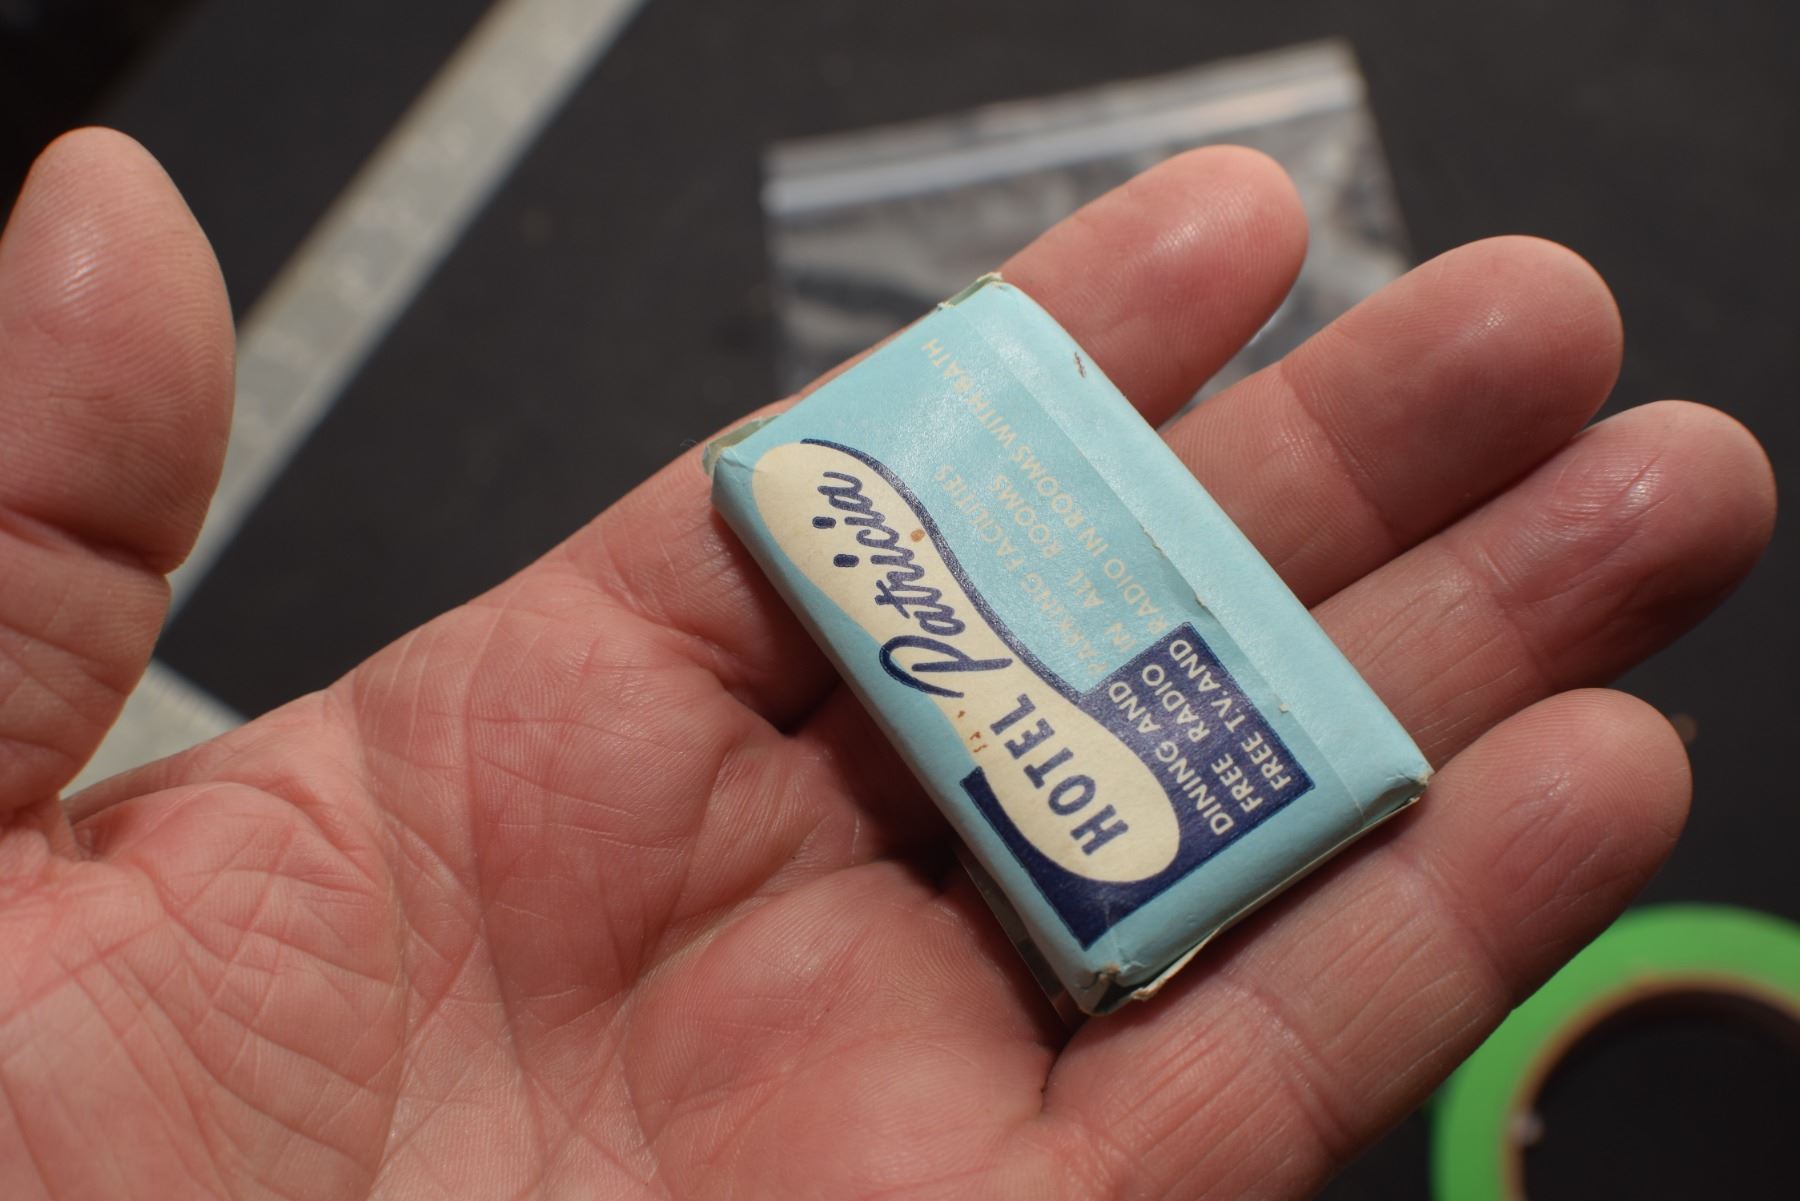 HOTEL Patricia
DINING AND PARKING FACILITIES
FREE RADIO IN ALL ROOMS
FREE T.V. AND RADIO IN ROOMS WITH BATH